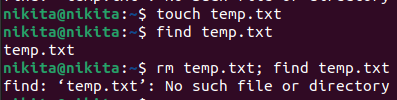 nikita@nikita:~$ touch temp.txt
nikita@nikita:~$ find temp.txt
temp.txt
nikita@nikita:~$ rm temp.txt; find temp.txt
find: ‘temp.txt’: No such file or directory